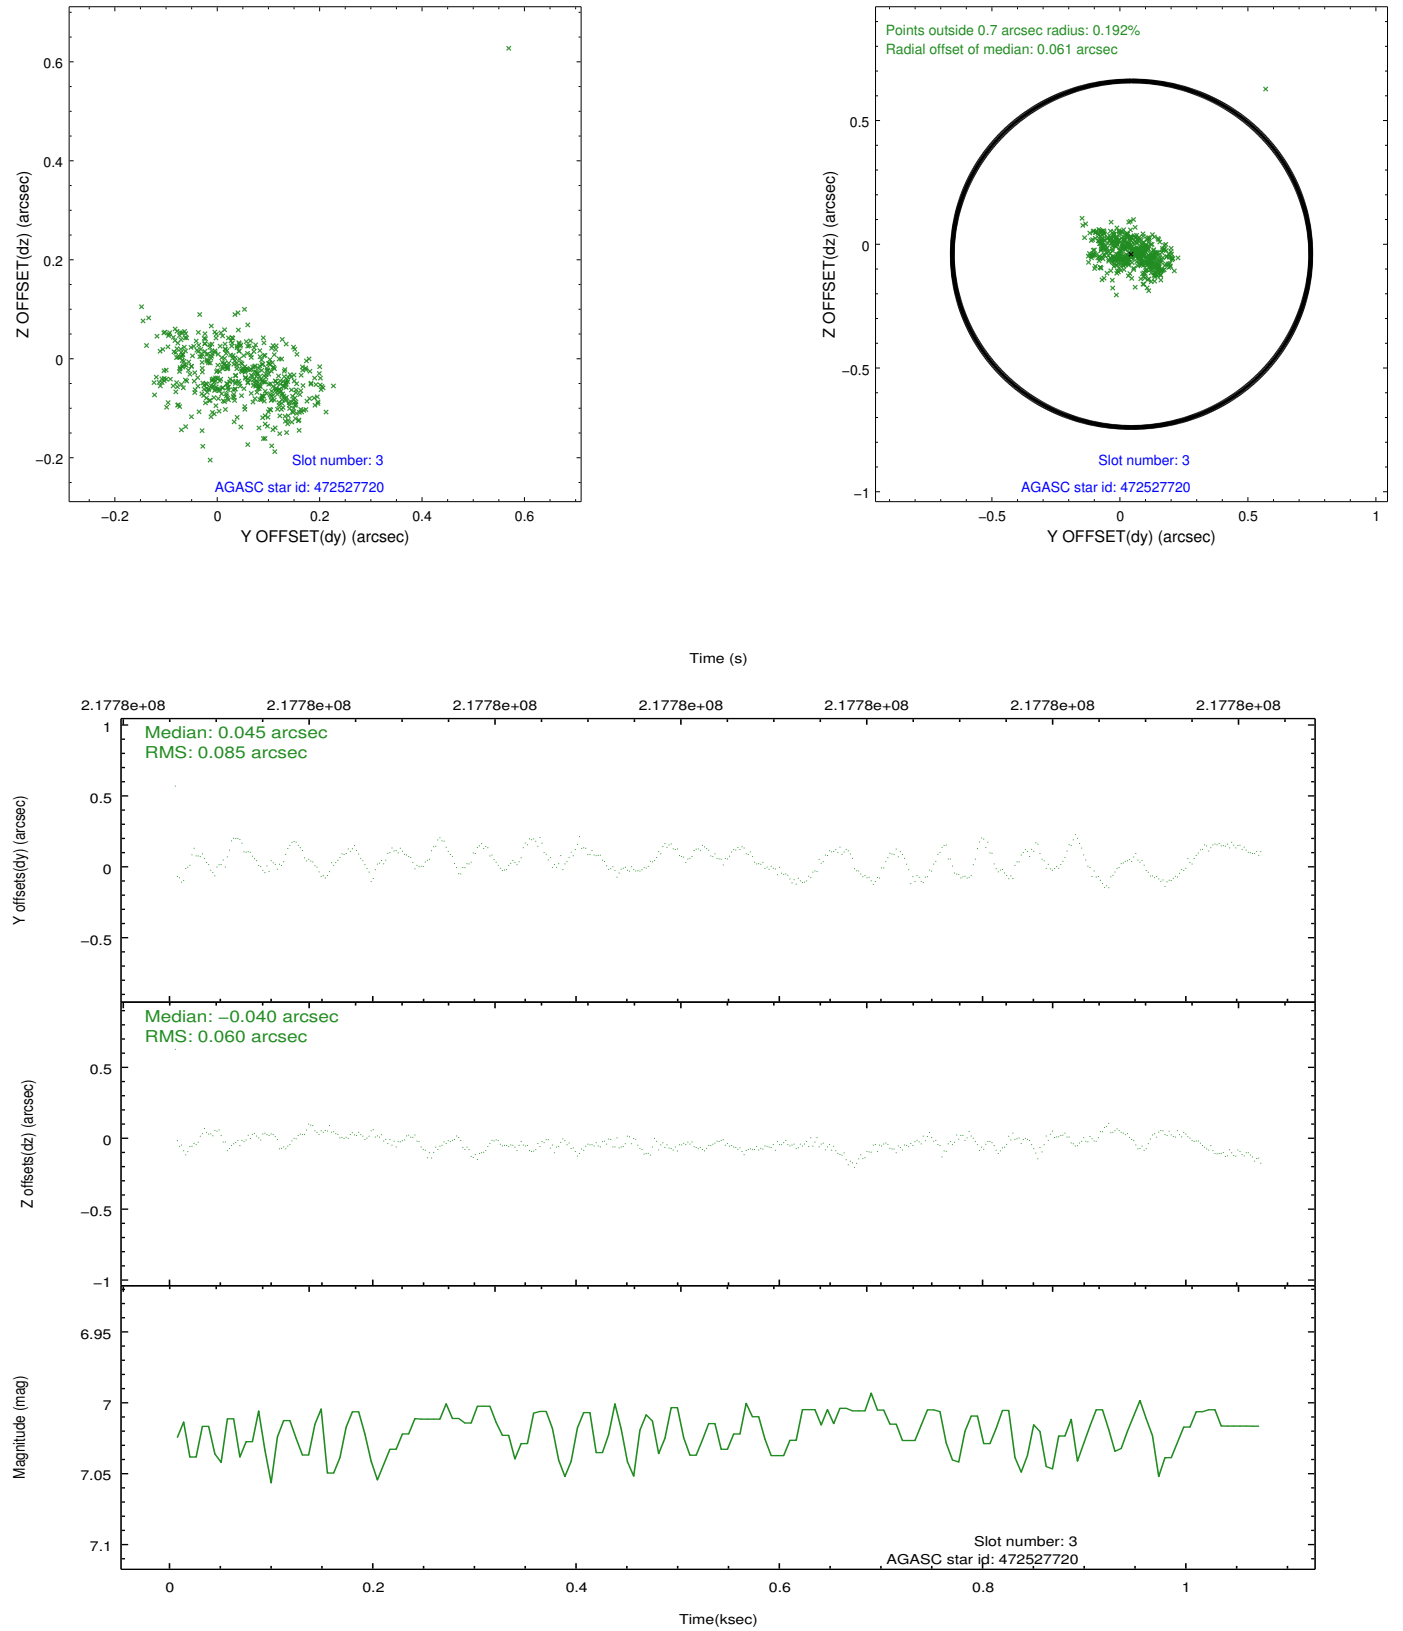 0.6
0.4
0.2
0
−0.2
Z OFFSET(dz) (arcsec)
Slot number: 3
AGASC star id: 472527720
−0.2 0 0.2 0.4 0.6
Y OFFSET(dy) (arcsec)
Points outside 0.7 arcsec radius: 0.192%
Radial offset of median: 0.061 arcsec
0.5
0
−0.5
−1
Z OFFSET(dz) (arcsec)
Slot number: 3
AGASC star id: 472527720
−0.5 0 0.5 1
Y OFFSET(dy) (arcsec)
Time (s)
2.1778e+08 2.1778e+08 2.1778e+08 2.1778e+08 2.1778e+08 2.1778e+08 2.1778e+08
Median: 0.045 arcsec
RMS: 0.085 arcsec
1
0.5
0
−0.5
Y offsets(dy) (arcsec)
Median: −0.040 arcsec
RMS: 0.060 arcsec
0.5
0
−0.5
−1
Z offsets(dz) (arcsec)
6.95
7
7.05
7.1
Magnitude (mag)
Slot number: 3
AGASC star id: 472527720
0 0.2 0.4 0.6 0.8 1
Time(ksec)